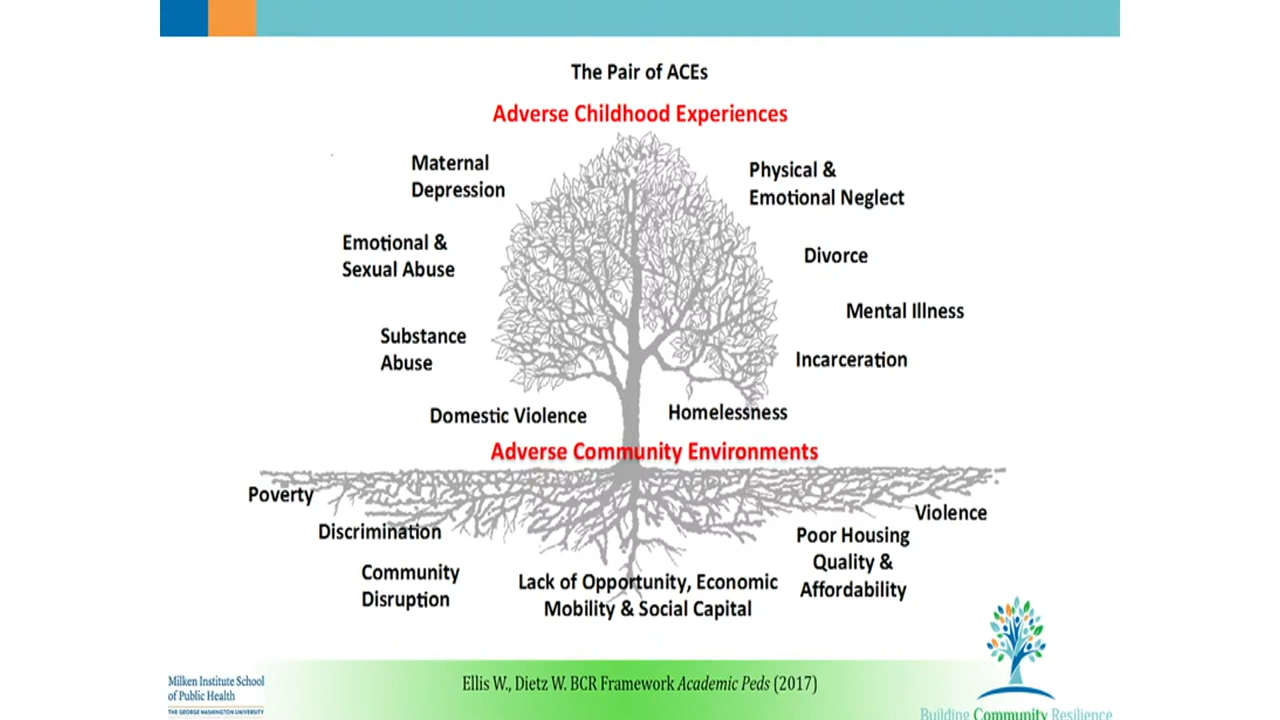 The Pair of ACEs
Adverse Childhood Experiences
Maternal
Depression
Physical &
Emotional Neglect
Emotional &
Sexual Abuse
Divorce
Mental Illness
Substance
Abuse
Incarceration
Domestic Violence
Homelessness
Adverse Community Environments
Poverty
Violence
Discrimination
Poor Housing
Quality &
Affordability
Community
Disruption
Lack of Opportunity, Economic
Mobility & Social Capital
Milken Institute School
of Public Health
THE GEORGE WASHINGTON UNIVERSITY
Ellis W., Dietz W. BCR Framework Academic Peds (2017)
Building Community Resilience